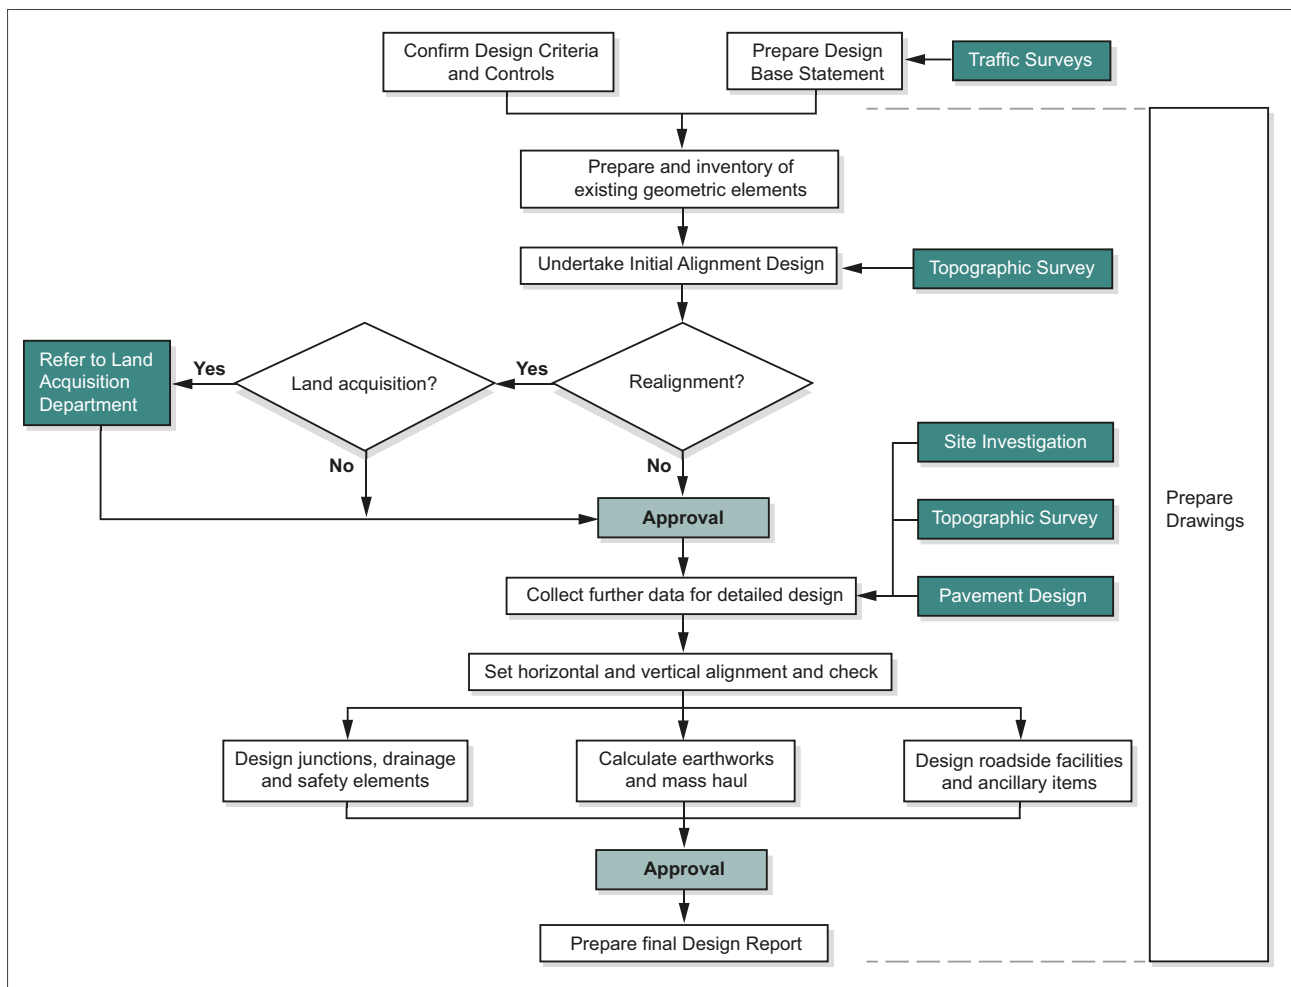 Confirm Design Criteria
and Controls
Prepare Design
Base Statement
Traffic Surveys
Prepare and inventory of
existing geometric elements
Undertake Initial Alignment Design
Topographic Survey
Refer to Land
Acquisition
Department
Yes
Land acquisition?
Yes
Realignment?
No
No
Site Investigation
Prepare
Drawings
Approval
Topographic Survey
Collect further data for detailed design
Pavement Design
Set horizontal and vertical alignment and check
Design junctions, drainage
and safety elements
Calculate earthworks
and mass haul
Design roadside facilities
and ancillary items
Approval
Prepare final Design Report